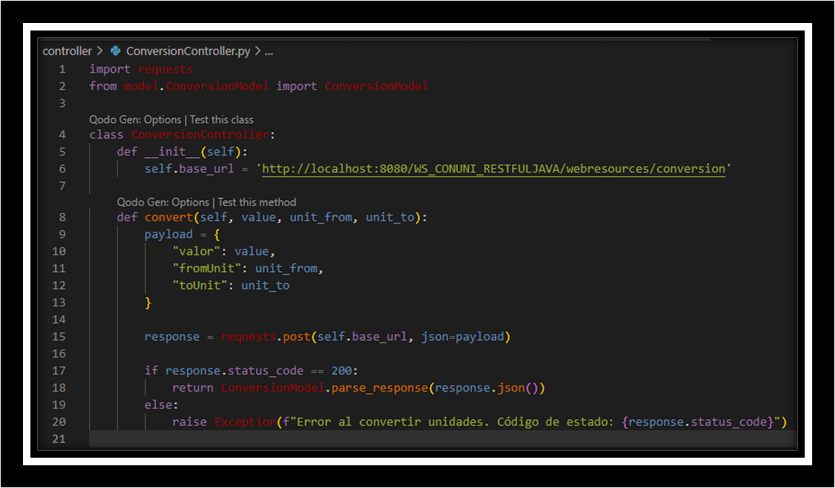 controller > ConversionController.py > ...
1 import requests
2 from model.ConversionModel import ConversionModel
3
Qodo Gen: Options | Test this class
4 class ConversionController:
5     def __init__(self):
6         self.base_url = 'http://localhost:8080/WS_CONUNI_RESTFULJAVA/webresources/conversion'
7
Qodo Gen: Options | Test this method
8     def convert(self, value, unit_from, unit_to):
9         payload = {
10             "valor": value,
11             "fromUnit": unit_from,
12             "toUnit": unit_to
13         }
14
15         response = requests.post(self.base_url, json=payload)
16
17         if response.status_code == 200:
18             return ConversionModel.parse_response(response.json())
19         else:
20             raise Exception(f"Error al convertir unidades. Código de estado: {response.status_code}")
21